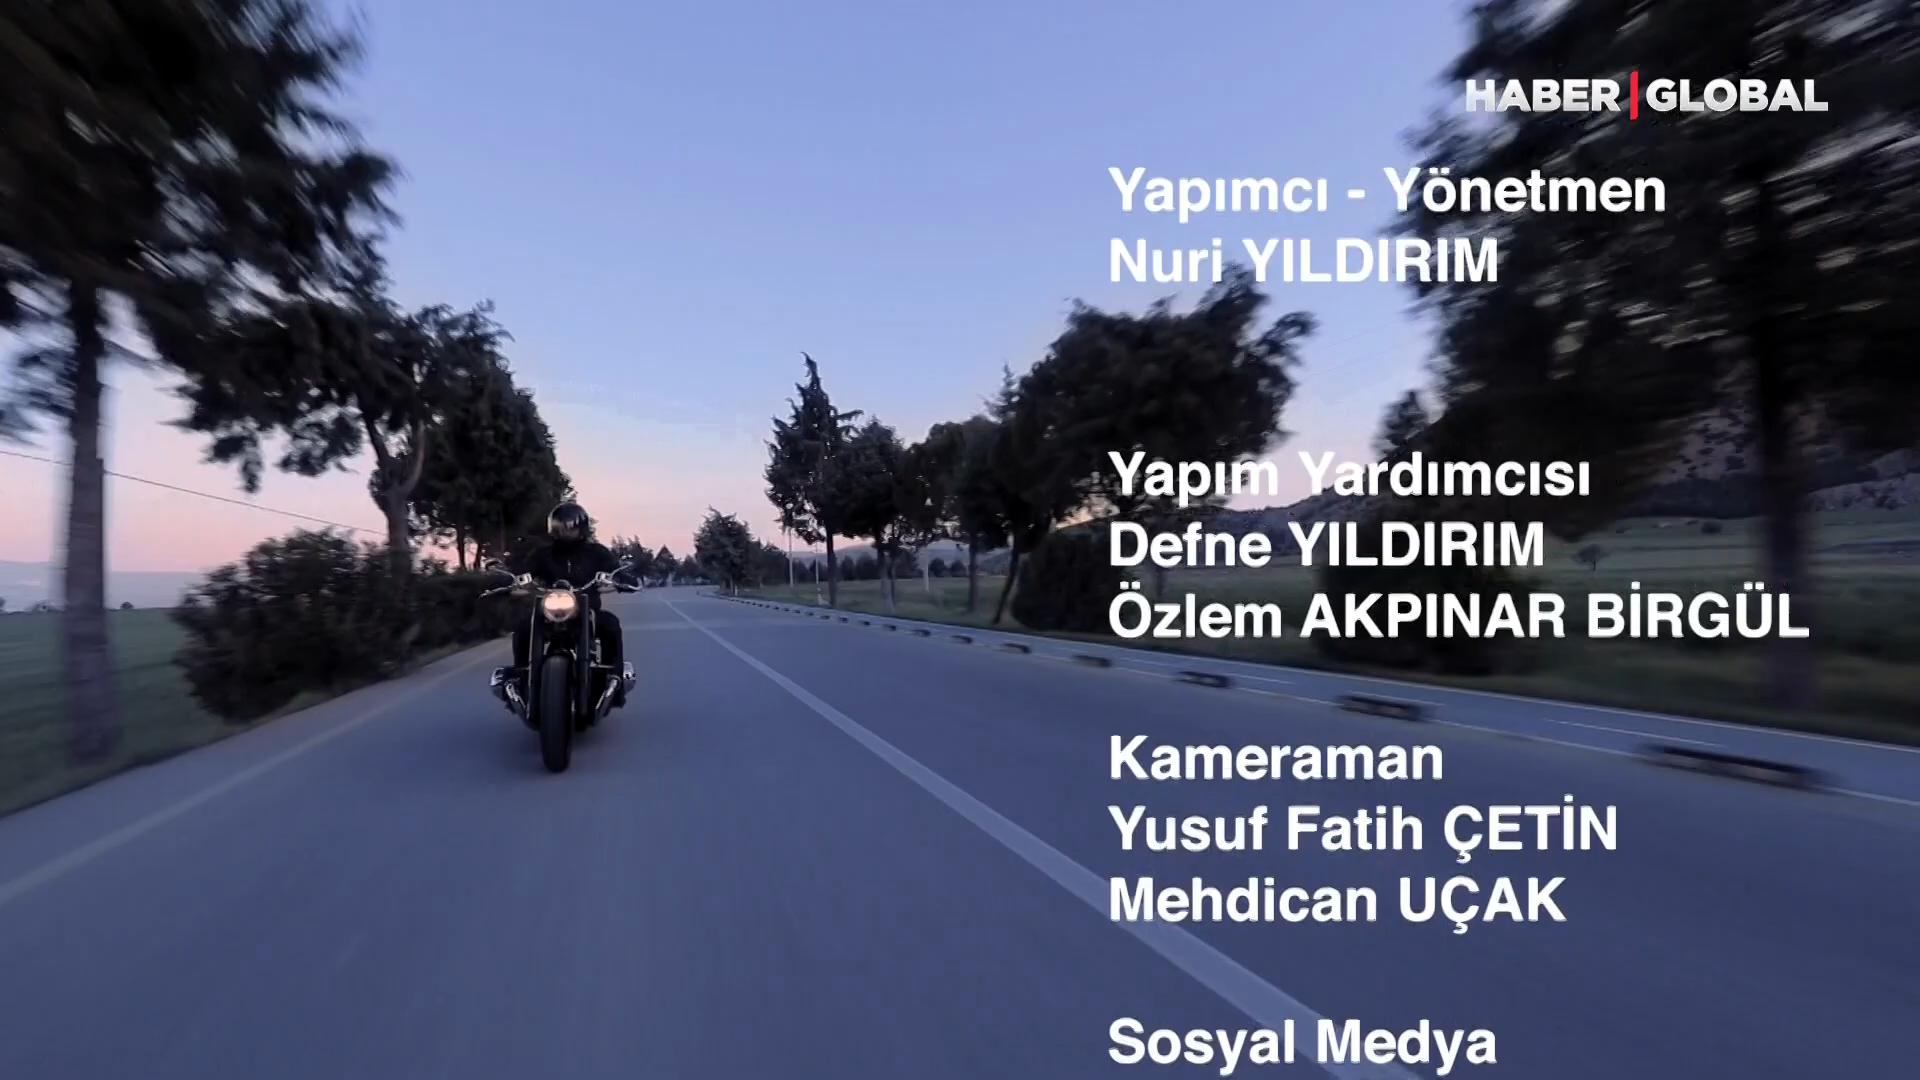 HABER GLOBAL
Yapımcı - Yönetmen
Nuri YILDIRIM
Yapım Yardımcısı
Defne YILDIRIM
Özlem AKPINAR BİRGÜL
Kameraman
Yusuf Fatih ÇETİN
Mehdican UÇAK
Sosyal Medya